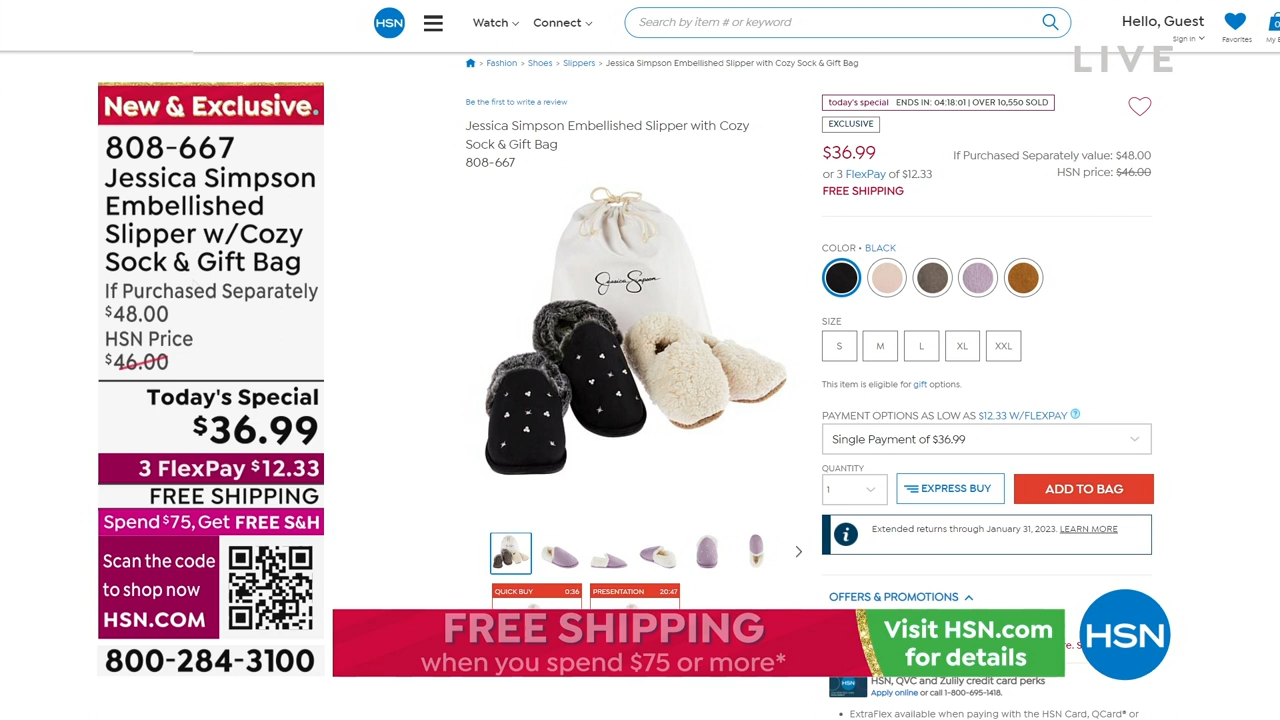 HSN
Watch
Connect
Search by item # or keyword
Hello, Guest
Sign In
Favorites
0
LIVE
> Fashion > Shoes > Slippers > Jessica Simpson Embellished Slipper with Cozy Sock & Gift Bag
New & Exclusive.
808-667
Jessica Simpson
Embellished
Slipper w/Cozy
Sock & Gift Bag
If Purchased Separately
$48.00
HSN Price
$46.00
Today's Special
$36.99
3 FlexPay $12.33
FREE SHIPPING
Spend $75, Get FREE S&H
Scan the code
to shop now
HSN.COM
800-284-3100
Be the first to write a review
Jessica Simpson Embellished Slipper with Cozy
Sock & Gift Bag
808-667
Jessica Simpson
QUICK BUY 0:36
PRESENTATION 20:47
today's special ENDS IN: 04:18:01 | OVER 10,550 SOLD
EXCLUSIVE
$36.99
If Purchased Separately value: $48.00
or 3 FlexPay of $12.33
HSN price: $46.00
FREE SHIPPING
COLOR • BLACK
SIZE
S M L XL XXL
This item is eligible for gift options.
PAYMENT OPTIONS AS LOW AS $12.33 W/FLEXPAY ?
Single Payment of $36.99
QUANTITY
1
EXPRESS BUY
ADD TO BAG
i
Extended returns through January 31, 2023. LEARN MORE
OFFERS & PROMOTIONS
FREE SHIPPING
when you spend $75 or more*
Visit HSN.com
for details
HSN
HSN, QVC and Zulily credit card perks
Apply online or call 1-800-695-1418.
• ExtraFlex available when paying with the HSN Card, QCard® or